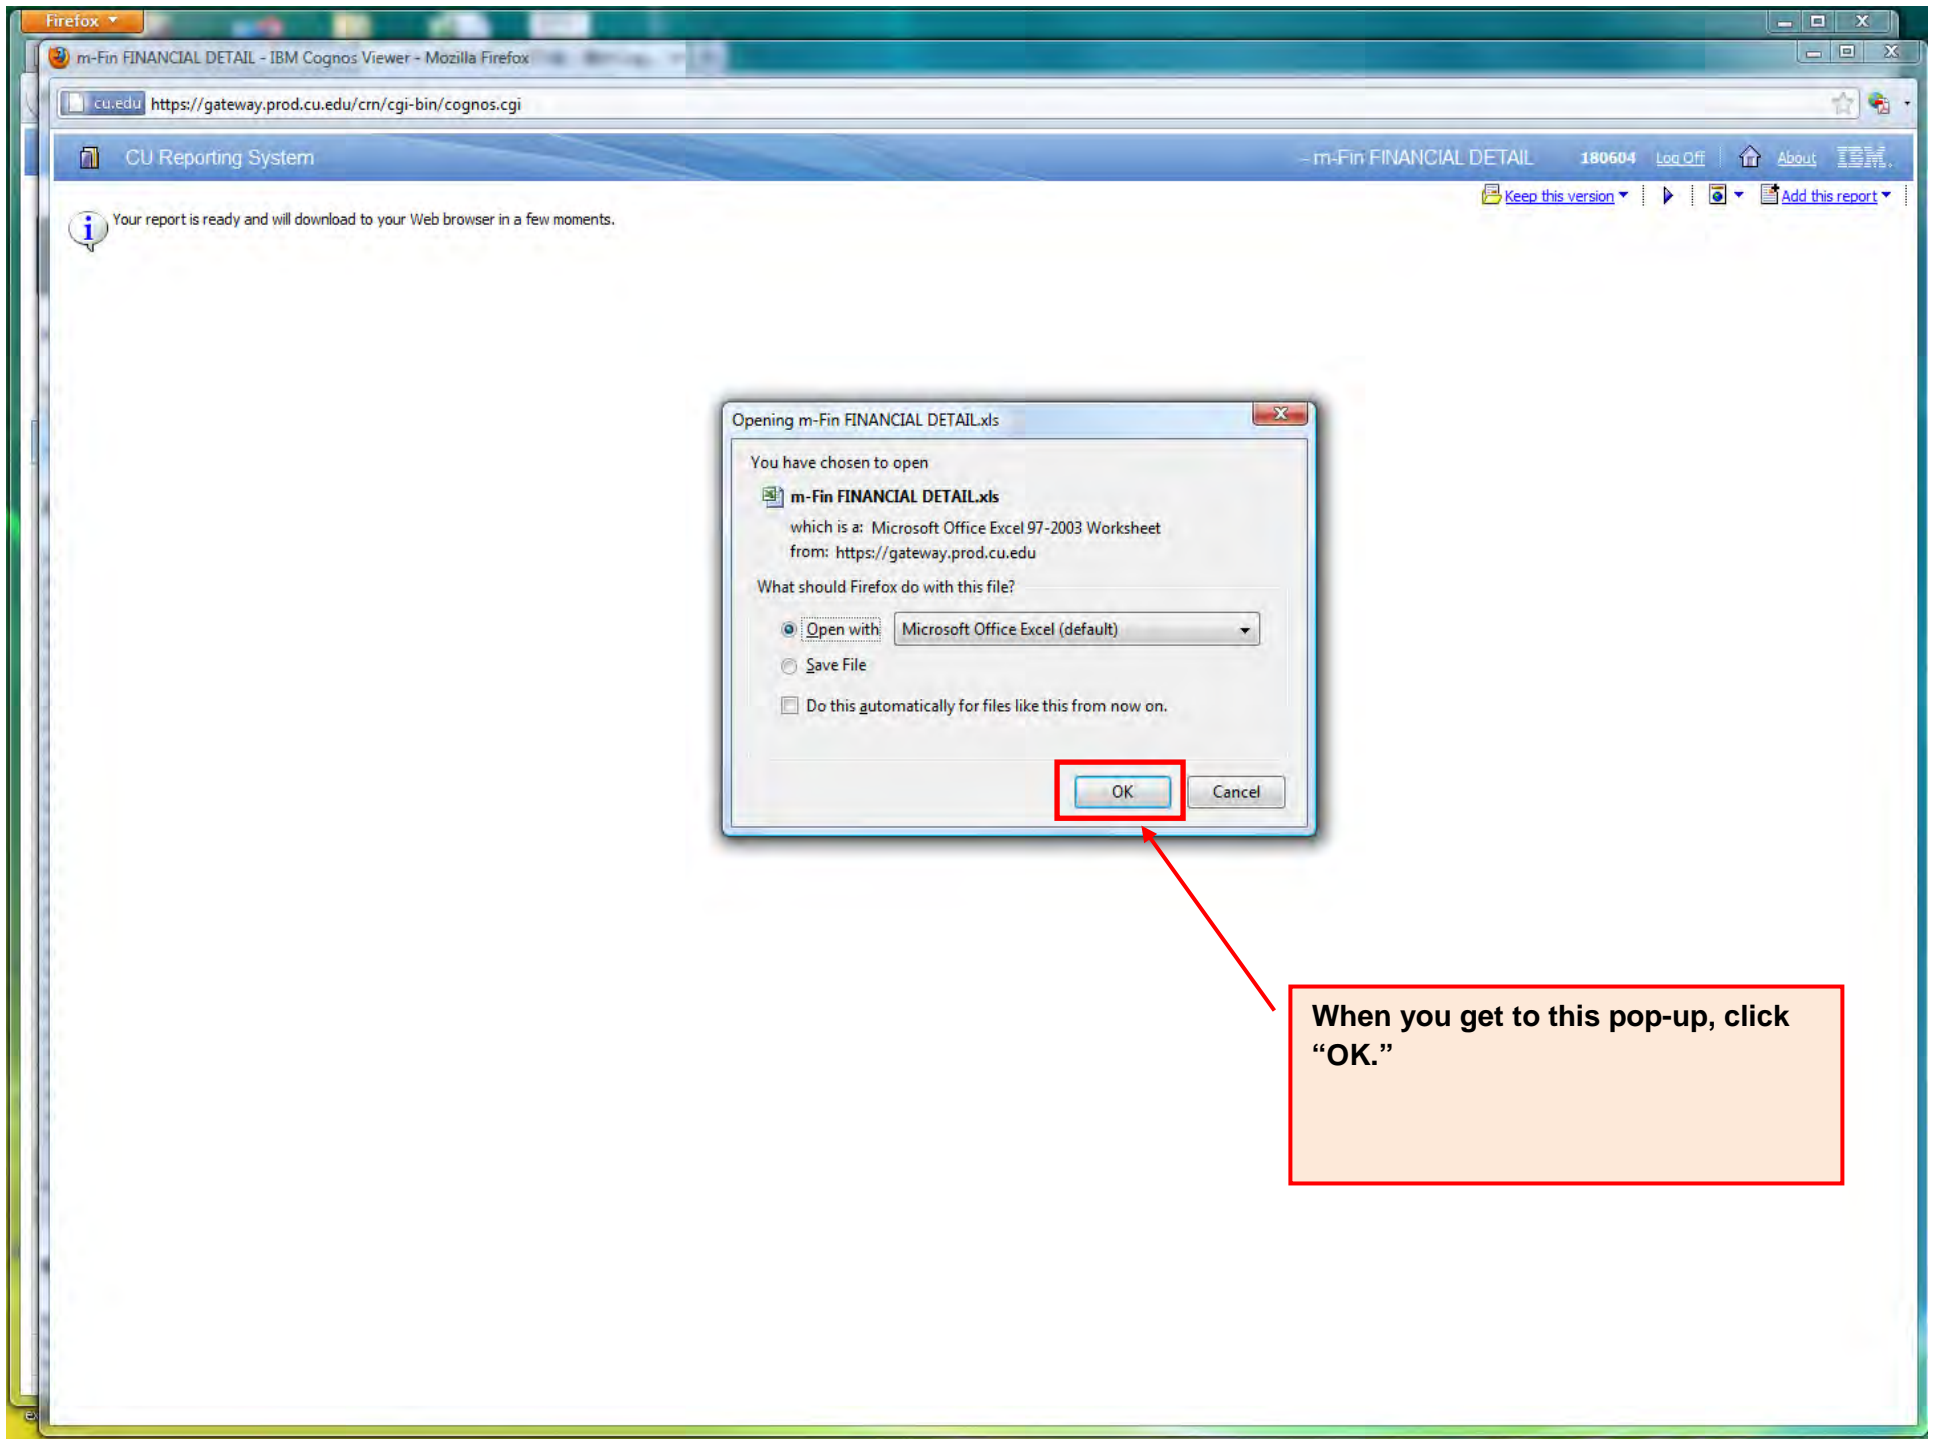 Firefox
m-Fin FINANCIAL DETAIL - IBM Cognos Viewer - Mozilla Firefox
cu.edu https://gateway.prod.cu.edu/crn/cgi-bin/cognos.cgi
CU Reporting System - m-Fin FINANCIAL DETAIL 180604 Log Off About IBM.
Keep this version Add this report
Your report is ready and will download to your Web browser in a few moments.
Opening m-Fin FINANCIAL DETAIL.xls
You have chosen to open
m-Fin FINANCIAL DETAIL.xls
which is a: Microsoft Office Excel 97-2003 Worksheet
from: https://gateway.prod.cu.edu
What should Firefox do with this file?
Open with Microsoft Office Excel (default)
Save File
Do this automatically for files like this from now on.
OK Cancel
When you get to this pop-up, click
“OK.”